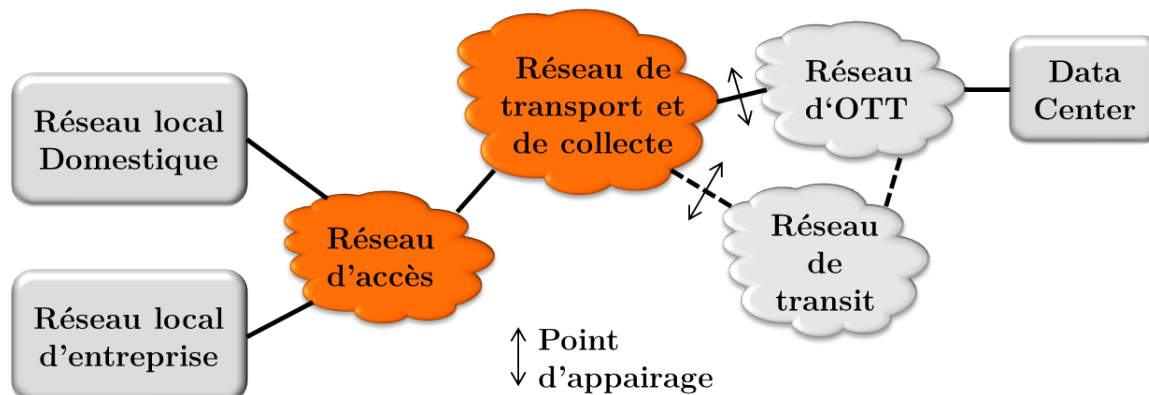 Réseau local
Domestique
Réseau local
d'entreprise
Réseau
d'accès
Réseau de
transport et
de collecte
Réseau
d‘OTT
Data
Center
Réseau
de
transit
Point
d'appairage